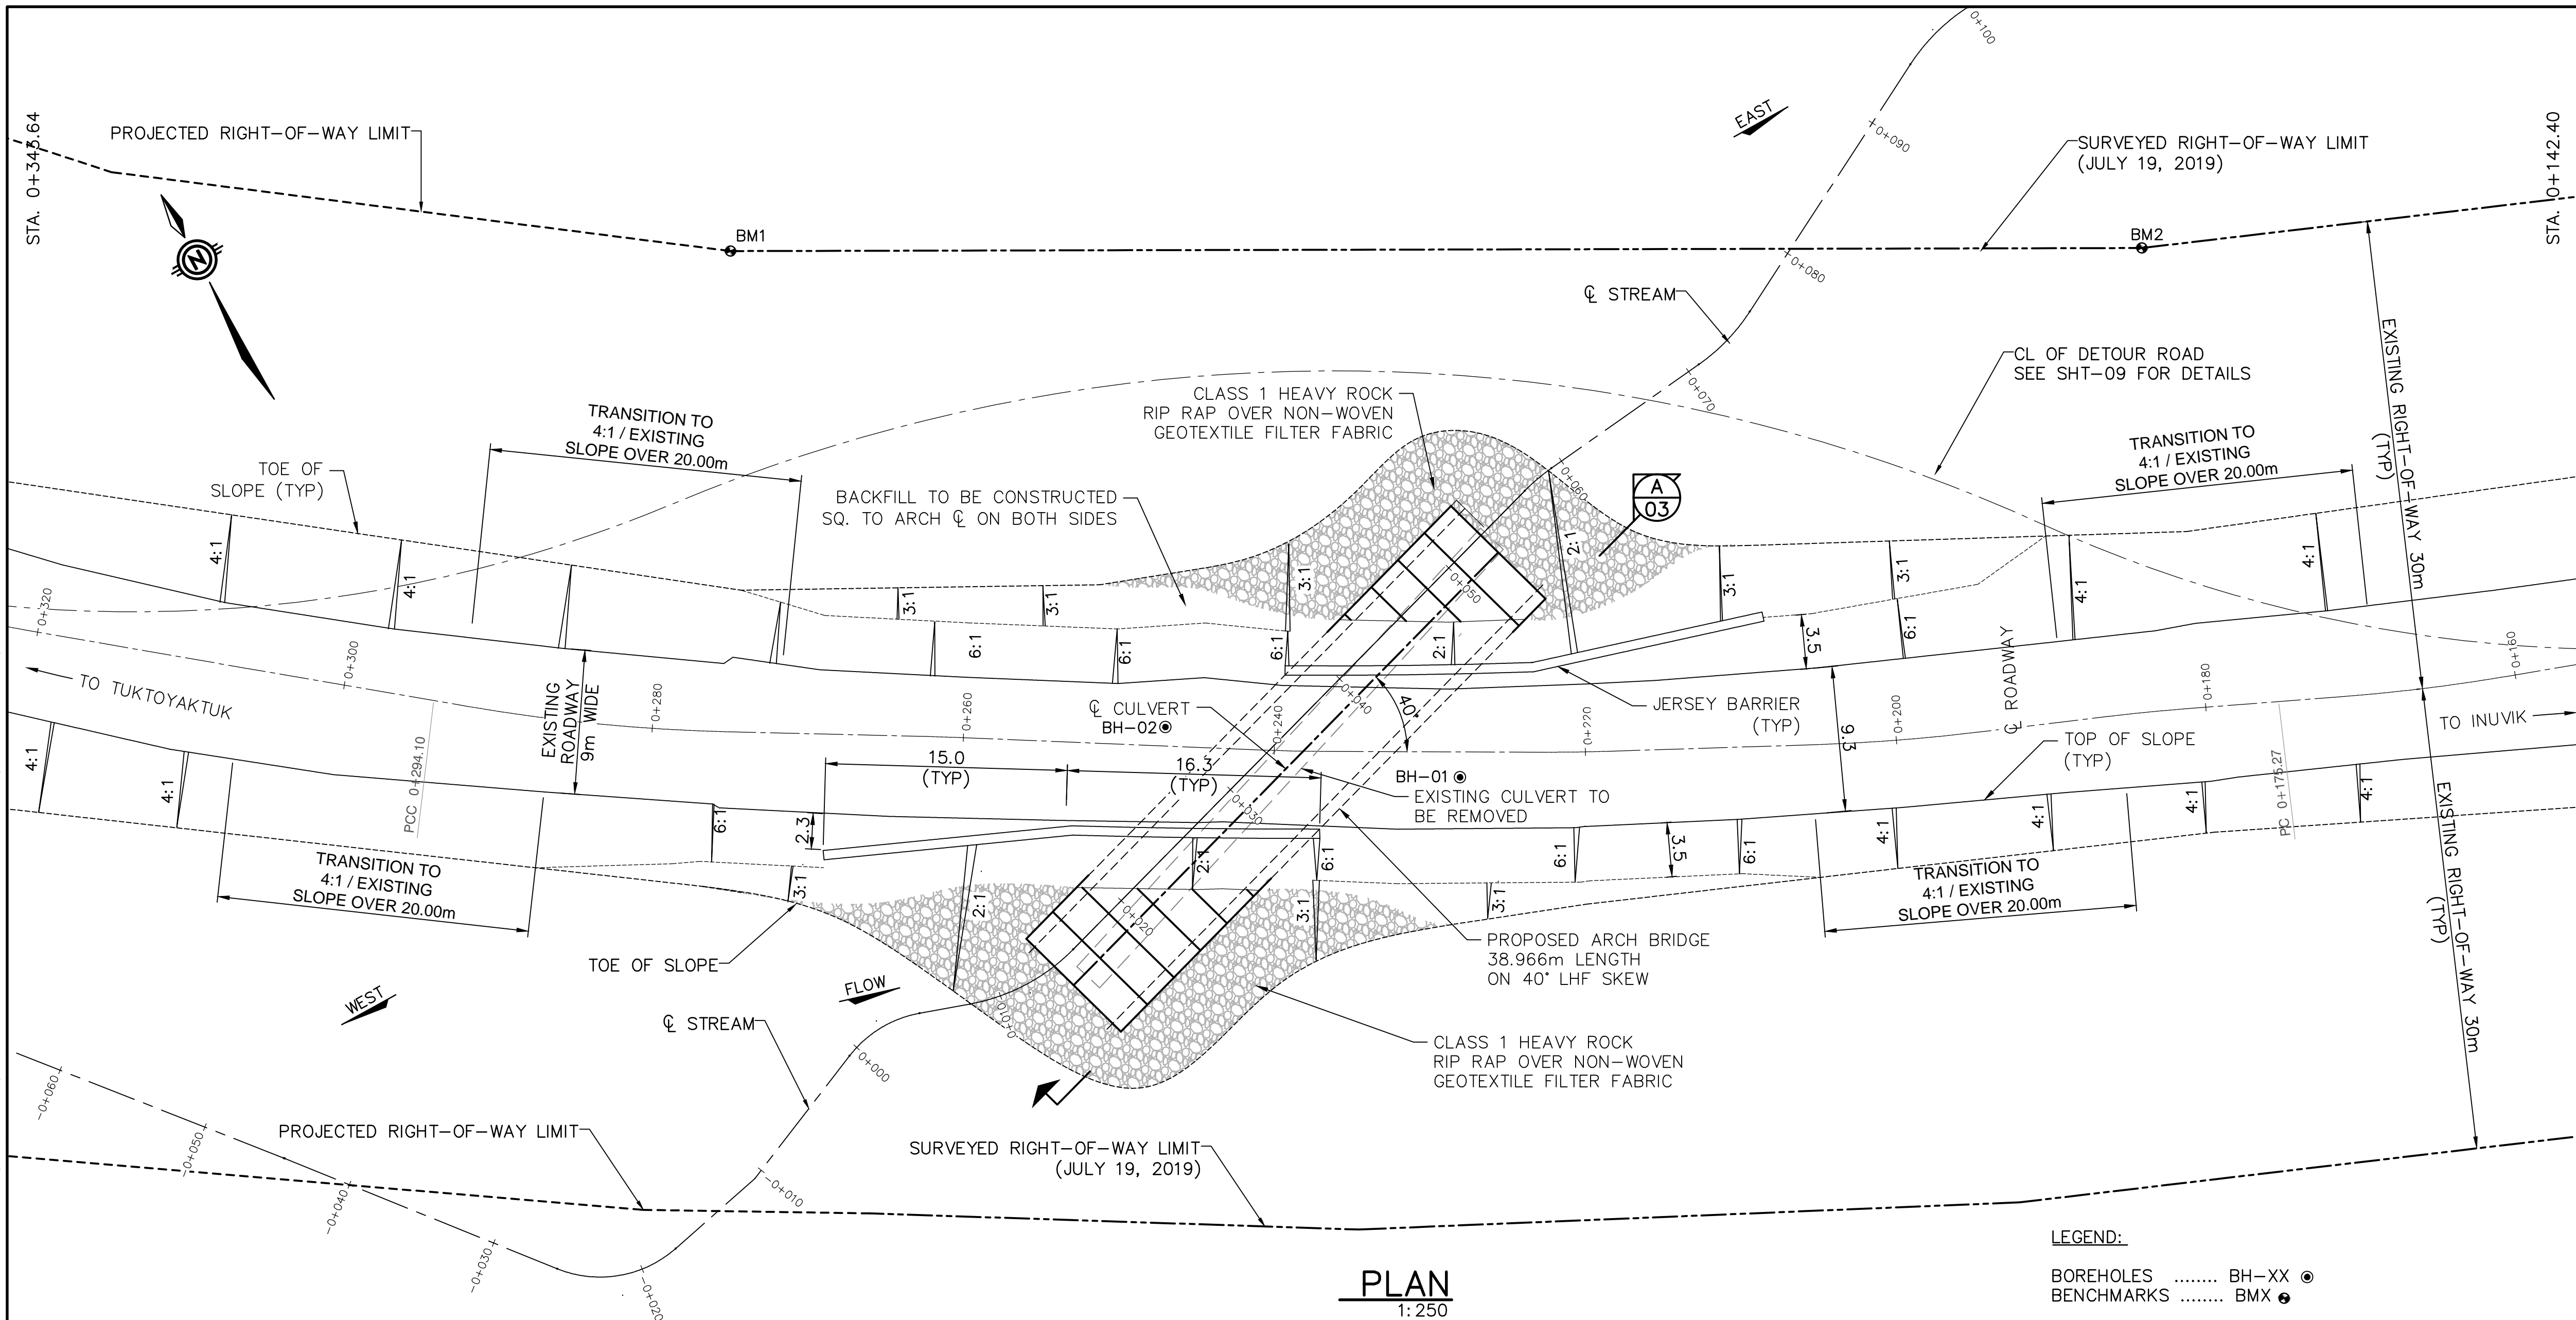 STA. 0+343.64
STA. 0+142.40
PROJECTED RIGHT-OF-WAY LIMIT
BM1
N
EAST
0+100
0+090
0+080
SURVEYED RIGHT-OF-WAY LIMIT
(JULY 19, 2019)
BM2
℄ STREAM
0+070
0+060
CL OF DETOUR ROAD
SEE SHT-09 FOR DETAILS
EXISTING RIGHT-OF-WAY 30m
(TYP)
CLASS 1 HEAVY ROCK
RIP RAP OVER NON-WOVEN
GEOTEXTILE FILTER FABRIC
TRANSITION TO
4:1 / EXISTING
SLOPE OVER 20.00m
TRANSITION TO
4:1 / EXISTING
SLOPE OVER 20.00m
TOE OF
SLOPE (TYP)
BACKFILL TO BE CONSTRUCTED
SQ. TO ARCH ℄ ON BOTH SIDES
A
03
4:1
4:1
3:1
3:1
3:1
2:1
3:1
3:1
4:1
4:1
6:1
6:1
6:1
2:1
6:1
3.5
0+050
0+040
0+030
0+020
0+010
0+320
0+300
0+280
0+260
0+240
0+220
0+200
0+180
0+160
TO TUKTOYAKTUK
EXISTING
ROADWAY
9m WIDE
℄ CULVERT
BH-02
40°
JERSEY BARRIER
(TYP)
9.3
℄ ROADWAY
TOP OF SLOPE
(TYP)
TO INUVIK
PCC 0+294.10
PC 0+175.27
15.0
(TYP)
16.3
(TYP)
BH-01
EXISTING CULVERT TO
BE REMOVED
4:1
4:1
6:1
2.3
3:1
2:1
2:1
6:1
3:1
3:1
6:1
3.5
6:1
4:1
4:1
4:1
4:1
TRANSITION TO
4:1 / EXISTING
SLOPE OVER 20.00m
TRANSITION TO
4:1 / EXISTING
SLOPE OVER 20.00m
EXISTING RIGHT-OF-WAY 30m
(TYP)
TOE OF SLOPE
PROPOSED ARCH BRIDGE
38.966m LENGTH
ON 40° LHF SKEW
WEST
FLOW
℄ STREAM
0+000
CLASS 1 HEAVY ROCK
RIP RAP OVER NON-WOVEN
GEOTEXTILE FILTER FABRIC
-0+060
-0+050
-0+040
-0+030
-0+020
-0+010
PROJECTED RIGHT-OF-WAY LIMIT
SURVEYED RIGHT-OF-WAY LIMIT
(JULY 19, 2019)
PLAN
1:250
LEGEND:
BOREHOLES ........ BH-XX
BENCHMARKS ........ BMX